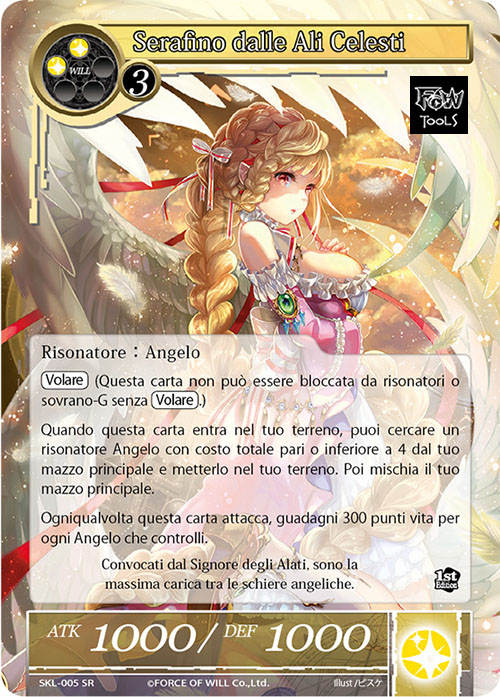 Serafino dalle Ali Celesti
WILL
3
FOW
TOOLS
Risonatore : Angelo
Volare (Questa carta non può essere bloccata da risonatori o
sovrano-G senza Volare.)
Quando questa carta entra nel tuo terreno, puoi cercare un
risonatore Angelo con costo totale pari o inferiore a 4 dal tuo
mazzo principale e metterlo nel tuo terreno. Poi mischia il tuo
mazzo principale.
Ogniqualvolta questa carta attacca, guadagni 300 punti vita per
ogni Angelo che controlli.
Convocati dal Signore degli Alati, sono la
massima carica tra le schiere angeliche.
1st
Edition
ATK 1000 / DEF 1000
SKL-005 SR ©FORCE OF WILL Co.,Ltd. Illust /ピスケ